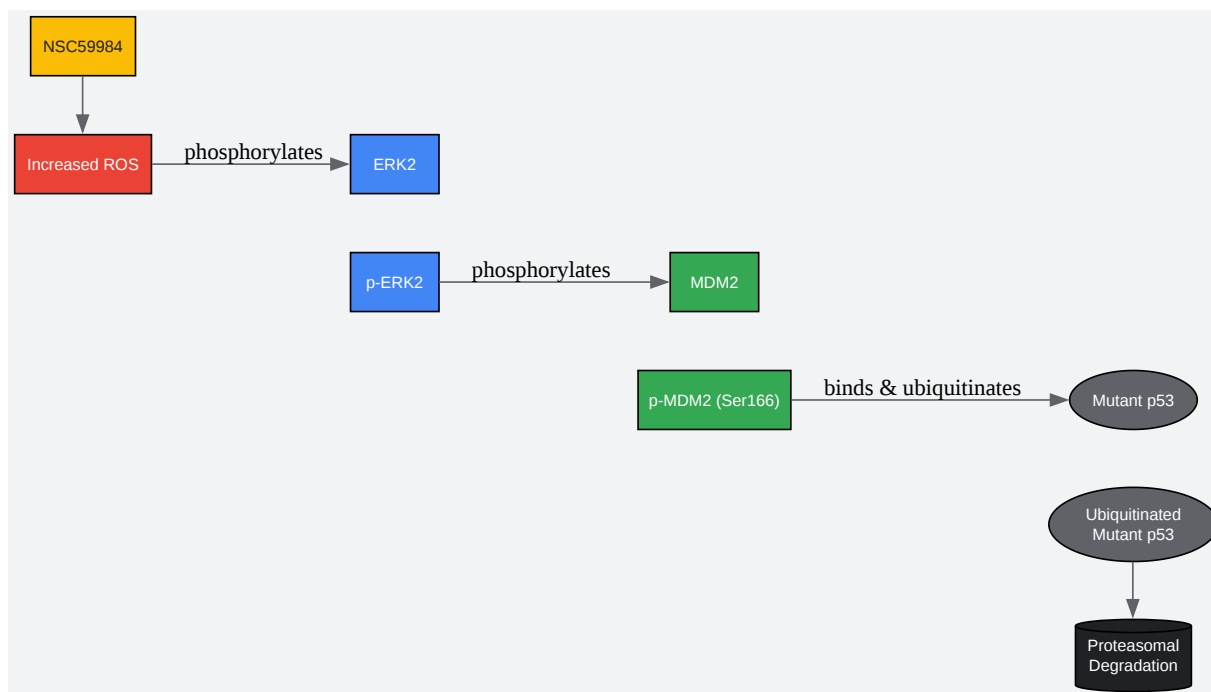 NSC59984
Increased ROS
phosphorylates
ERK2
p-ERK2
phosphorylates
MDM2
p-MDM2 (Ser166)
binds & ubiquitinates
Mutant p53
Ubiquitinated
Mutant p53
Proteasomal
Degradation